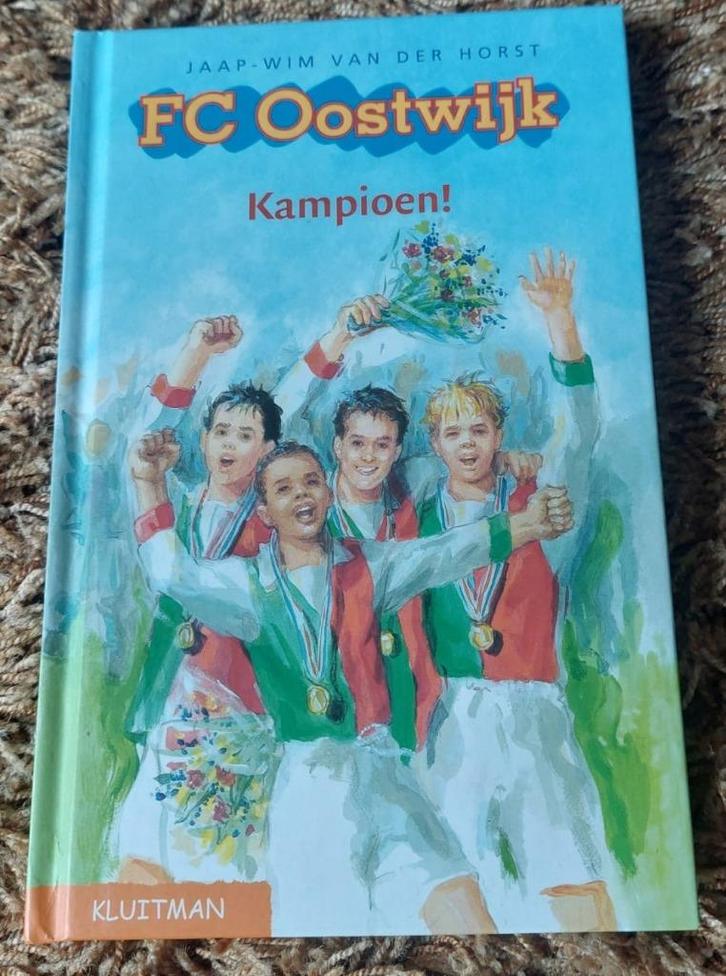 JAAP-WIM VAN DER HORST
FC Oostwijk
Kampioen!
KLUITMAN